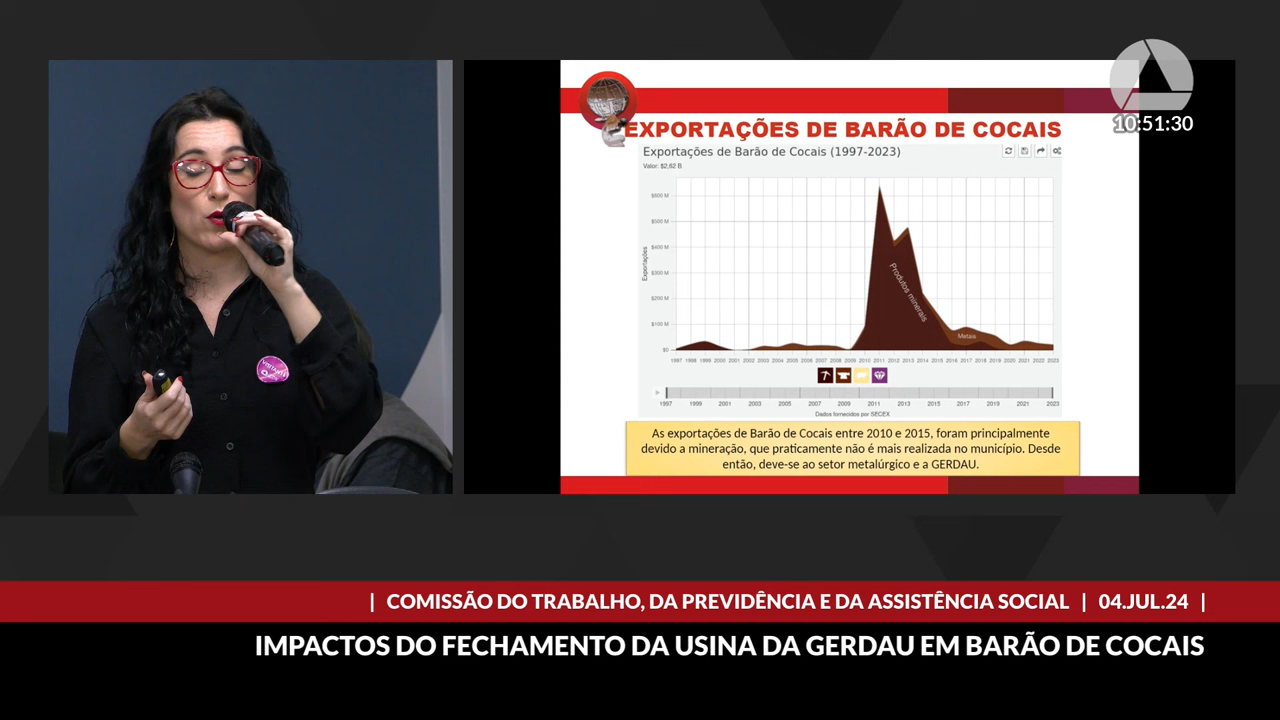 10:51:30
EXPORTAÇÕES DE BARÃO DE COCAIS
Exportações de Barão de Cocais (1997-2023)
Valor: $2,62 B
$600 M
$500 M
$400 M
$300 M
$200 M
$100 M
$0
Exportações
Produtos minerais
Metais
1997 1998 1999 2000 2001 2002 2003 2004 2005 2006 2007 2008 2009 2010 2011 2012 2013 2014 2015 2016 2017 2018 2019 2020 2021 2022 2023
1997 1999 2001 2003 2005 2007 2009 2011 2013 2015 2017 2019 2021 2023
Dados fornecidos por SECEX
As exportações de Barão de Cocais entre 2010 e 2015, foram principalmente
devido a mineração, que praticamente não é mais realizada no município. Desde
então, deve-se ao setor metalúrgico e a GERDAU.
| COMISSÃO DO TRABALHO, DA PREVIDÊNCIA E DA ASSISTÊNCIA SOCIAL | 04.JUL.24 |
IMPACTOS DO FECHAMENTO DA USINA DA GERDAU EM BARÃO DE COCAIS